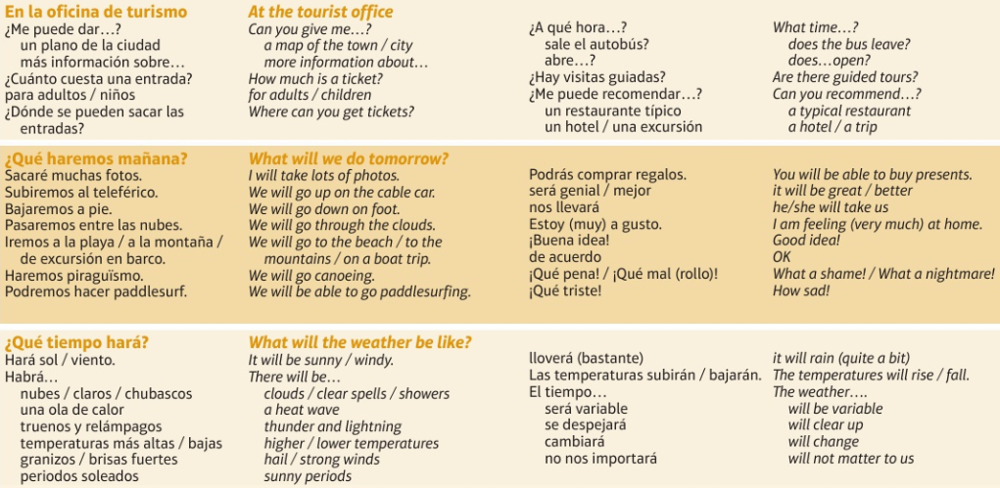 En la oficina de turismo
¿Me puede dar…?
un plano de la ciudad
más información sobre…
¿Cuánto cuesta una entrada?
para adultos / niños
¿Dónde se pueden sacar las
entradas?
At the tourist office
Can you give me…?
a map of the town / city
more information about…
How much is a ticket?
for adults / children
Where can you get tickets?
¿A qué hora…?
sale el autobús?
abre…?
¿Hay visitas guiadas?
¿Me puede recomendar…?
un restaurante típico
un hotel / una excursión
What time…?
does the bus leave?
does…open?
Are there guided tours?
Can you recommend…?
a typical restaurant
a hotel / a trip
¿Qué haremos mañana?
Sacaré muchas fotos.
Subiremos al teleférico.
Bajaremos a pie.
Pasaremos entre las nubes.
Iremos a la playa / a la montaña /
de excursión en barco.
Haremos piragüismo.
Podremos hacer paddlesurf.
What will we do tomorrow?
I will take lots of photos.
We will go up on the cable car.
We will go down on foot.
We will go through the clouds.
We will go to the beach / to the
mountains / on a boat trip.
We will go canoeing.
We will be able to go paddlesurfing.
Podrás comprar regalos.
será genial / mejor
nos llevará
Estoy (muy) a gusto.
¡Buena idea!
de acuerdo
¡Qué pena! / ¡Qué mal (rollo)!
¡Qué triste!
You will be able to buy presents.
it will be great / better
he/she will take us
I am feeling (very much) at home.
Good idea!
OK
What a shame! / What a nightmare!
How sad!
¿Qué tiempo hará?
Hará sol / viento.
Habrá…
nubes / claros / chubascos
una ola de calor
truenos y relámpagos
temperaturas más altas / bajas
granizos / brisas fuertes
periodos soleados
What will the weather be like?
It will be sunny / windy.
There will be…
clouds / clear spells / showers
a heat wave
thunder and lightning
higher / lower temperatures
hail / strong winds
sunny periods
lloverá (bastante)
Las temperaturas subirán / bajarán.
El tiempo…
será variable
se despejará
cambiará
no nos importará
it will rain (quite a bit)
The temperatures will rise / fall.
The weather….
will be variable
will clear up
will change
will not matter to us